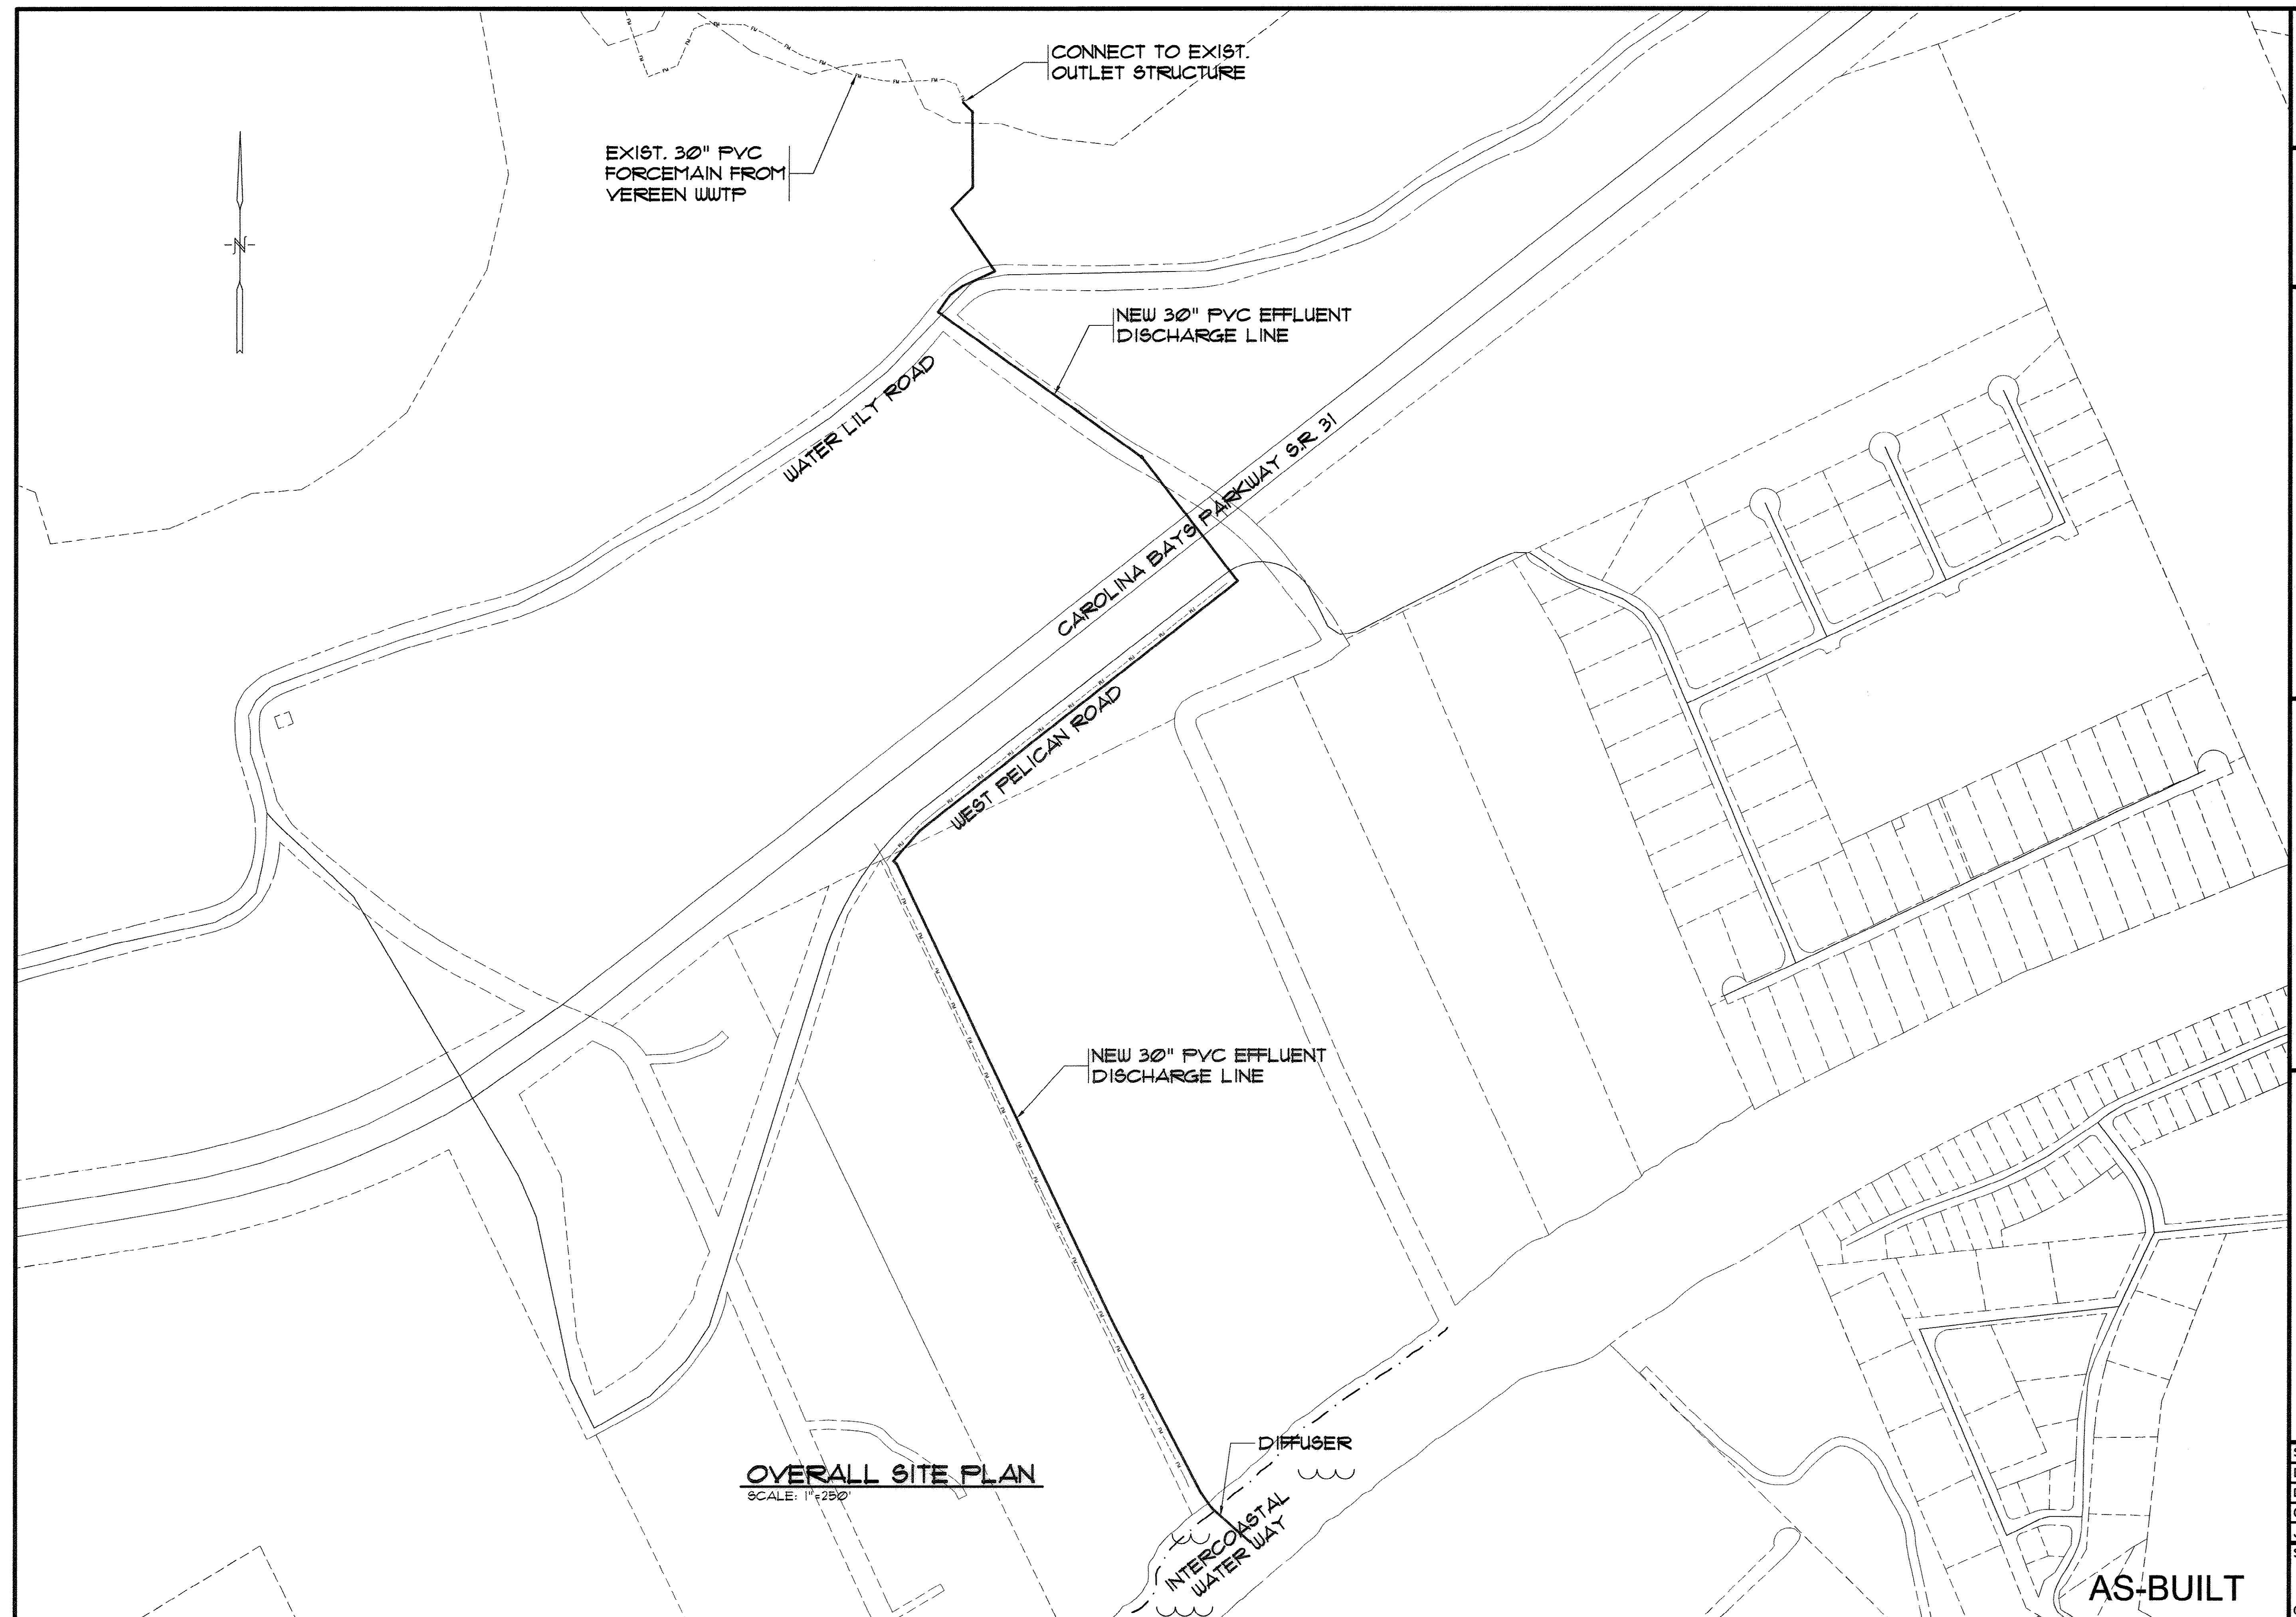 CONNECT TO EXIST.
OUTLET STRUCTURE
EXIST. 30" PVC
FORCEMAIN FROM
VEREEN WWTP
-N-
NEW 30" PVC EFFLUENT
DISCHARGE LINE
WATER LILY ROAD
CAROLINA BAYS PARKWAY S.R. 31
WEST PELICAN ROAD
NEW 30" PVC EFFLUENT
DISCHARGE LINE
DIFFUSER
OVERALL SITE PLAN
SCALE: 1"=250'
INTERCOASTAL
WATER WAY
AS-BUILT